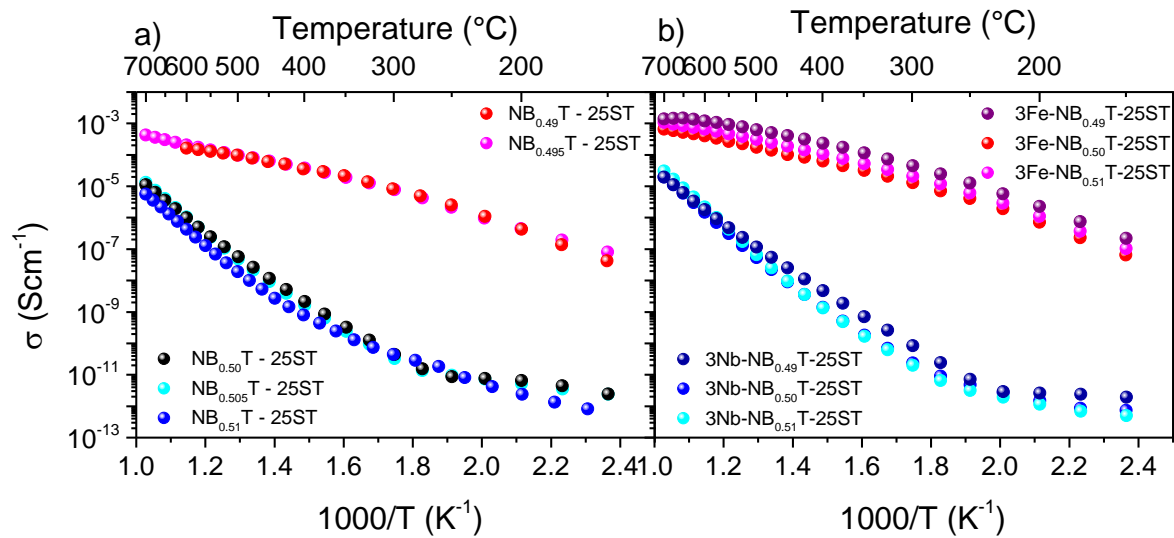 a) Temperature (°C)
700 600 500 400 300 200
NB0.49T - 25ST
NB0.495T - 25ST
σ (Scm-1)
10-3
10-5
10-7
10-9
10-11
10-13
NB0.50T - 25ST
NB0.505T - 25ST
NB0.51T - 25ST
1.0 1.2 1.4 1.6 1.8 2.0 2.2 2.4
1000/T (K-1)
b) Temperature (°C)
700 600 500 400 300 200
3Fe-NB0.49T-25ST
3Fe-NB0.50T-25ST
3Fe-NB0.51T-25ST
3Nb-NB0.49T-25ST
3Nb-NB0.50T-25ST
3Nb-NB0.51T-25ST
1.0 1.2 1.4 1.6 1.8 2.0 2.2 2.4
1000/T (K-1)